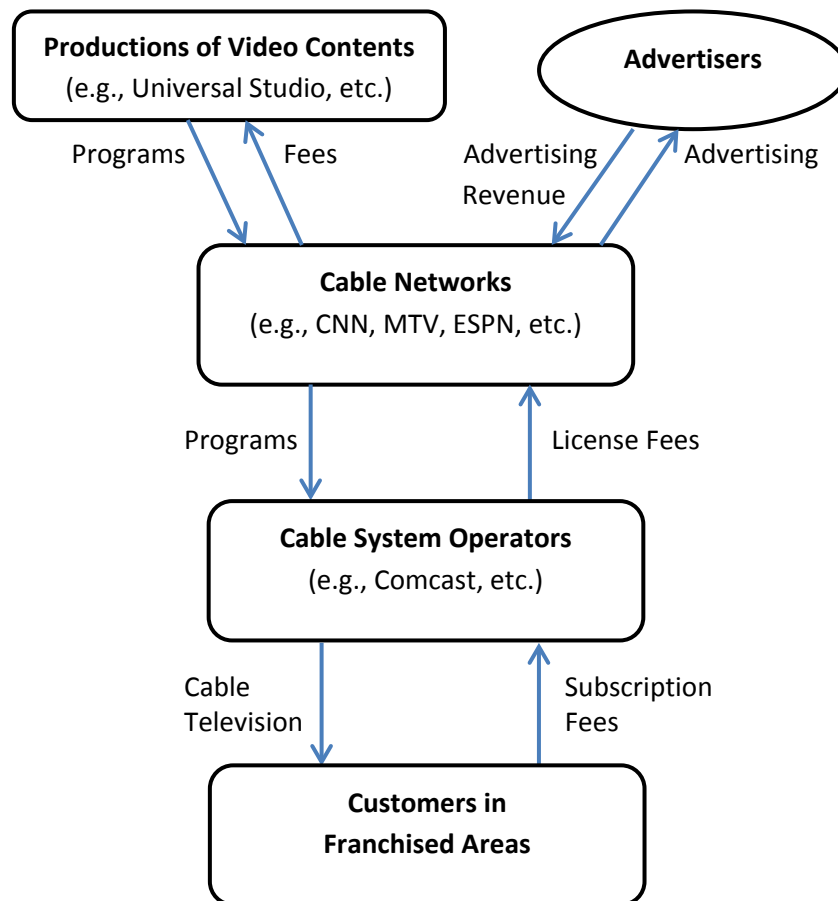 Productions of Video Contents
(e.g., Universal Studio, etc.)
Advertisers
Programs
Fees
Advertising
Revenue
Advertising
Cable Networks
(e.g., CNN, MTV, ESPN, etc.)
Programs
License Fees
Cable System Operators
(e.g., Comcast, etc.)
Cable
Television
Subscription
Fees
Customers in
Franchised Areas